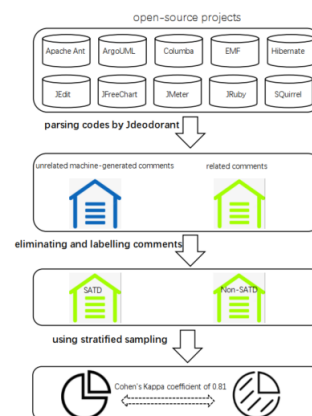 open-source projects
Apache Ant ArgoUML Columba EMF Hibernate
JEdit JFreeChart JMeter JRuby SQuirrel
parsing codes by Jdeodorant
unrelated machine-generated comments related comments
eliminating and labelling comments
SATD Non-SATD
using stratified sampling
Cohen's Kappa coefficient of 0.81